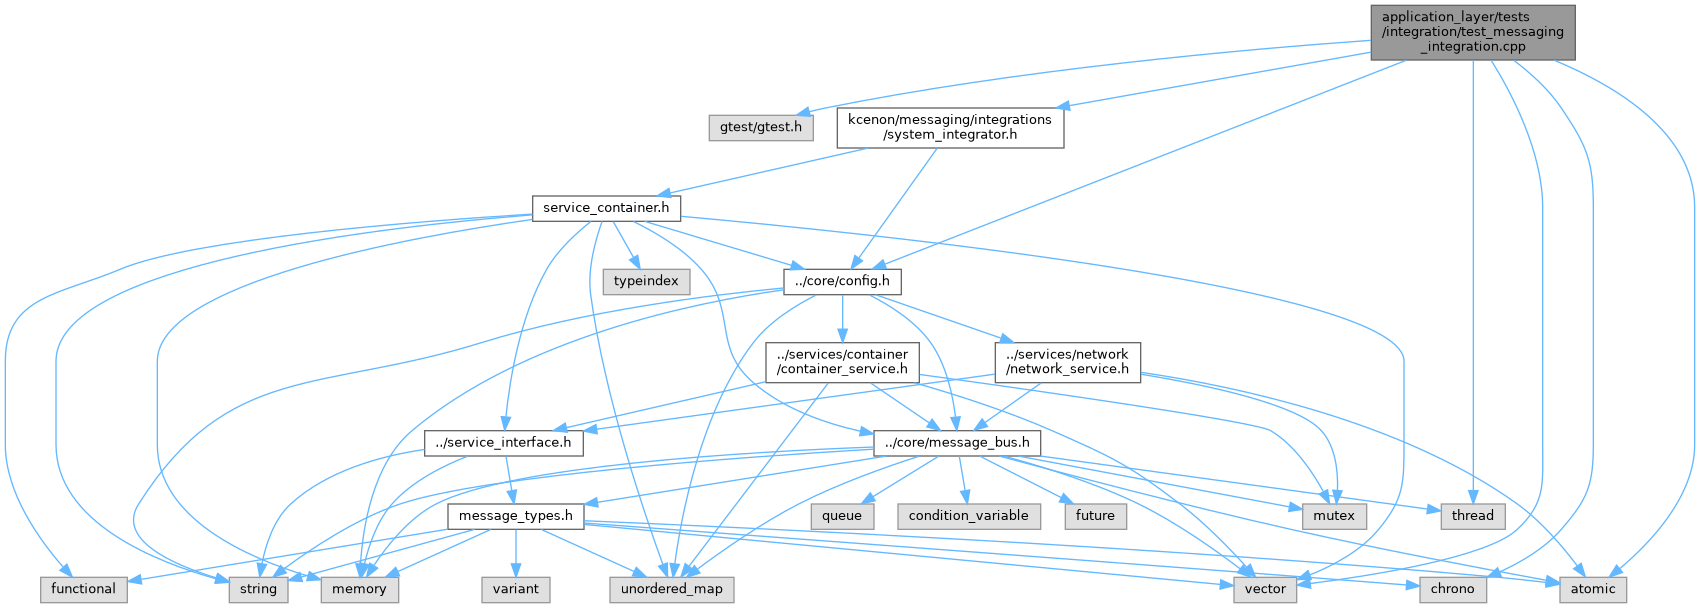 application_layer/tests
/integration/test_messaging
_integration.cpp
gtest/gtest.h
kcenon/messaging/integrations
/system_integrator.h
service_container.h
typeindex
../core/config.h
../services/container
/container_service.h
../services/network
/network_service.h
../service_interface.h
../core/message_bus.h
message_types.h
queue
condition_variable
future
mutex
thread
functional
string
memory
variant
unordered_map
vector
chrono
atomic